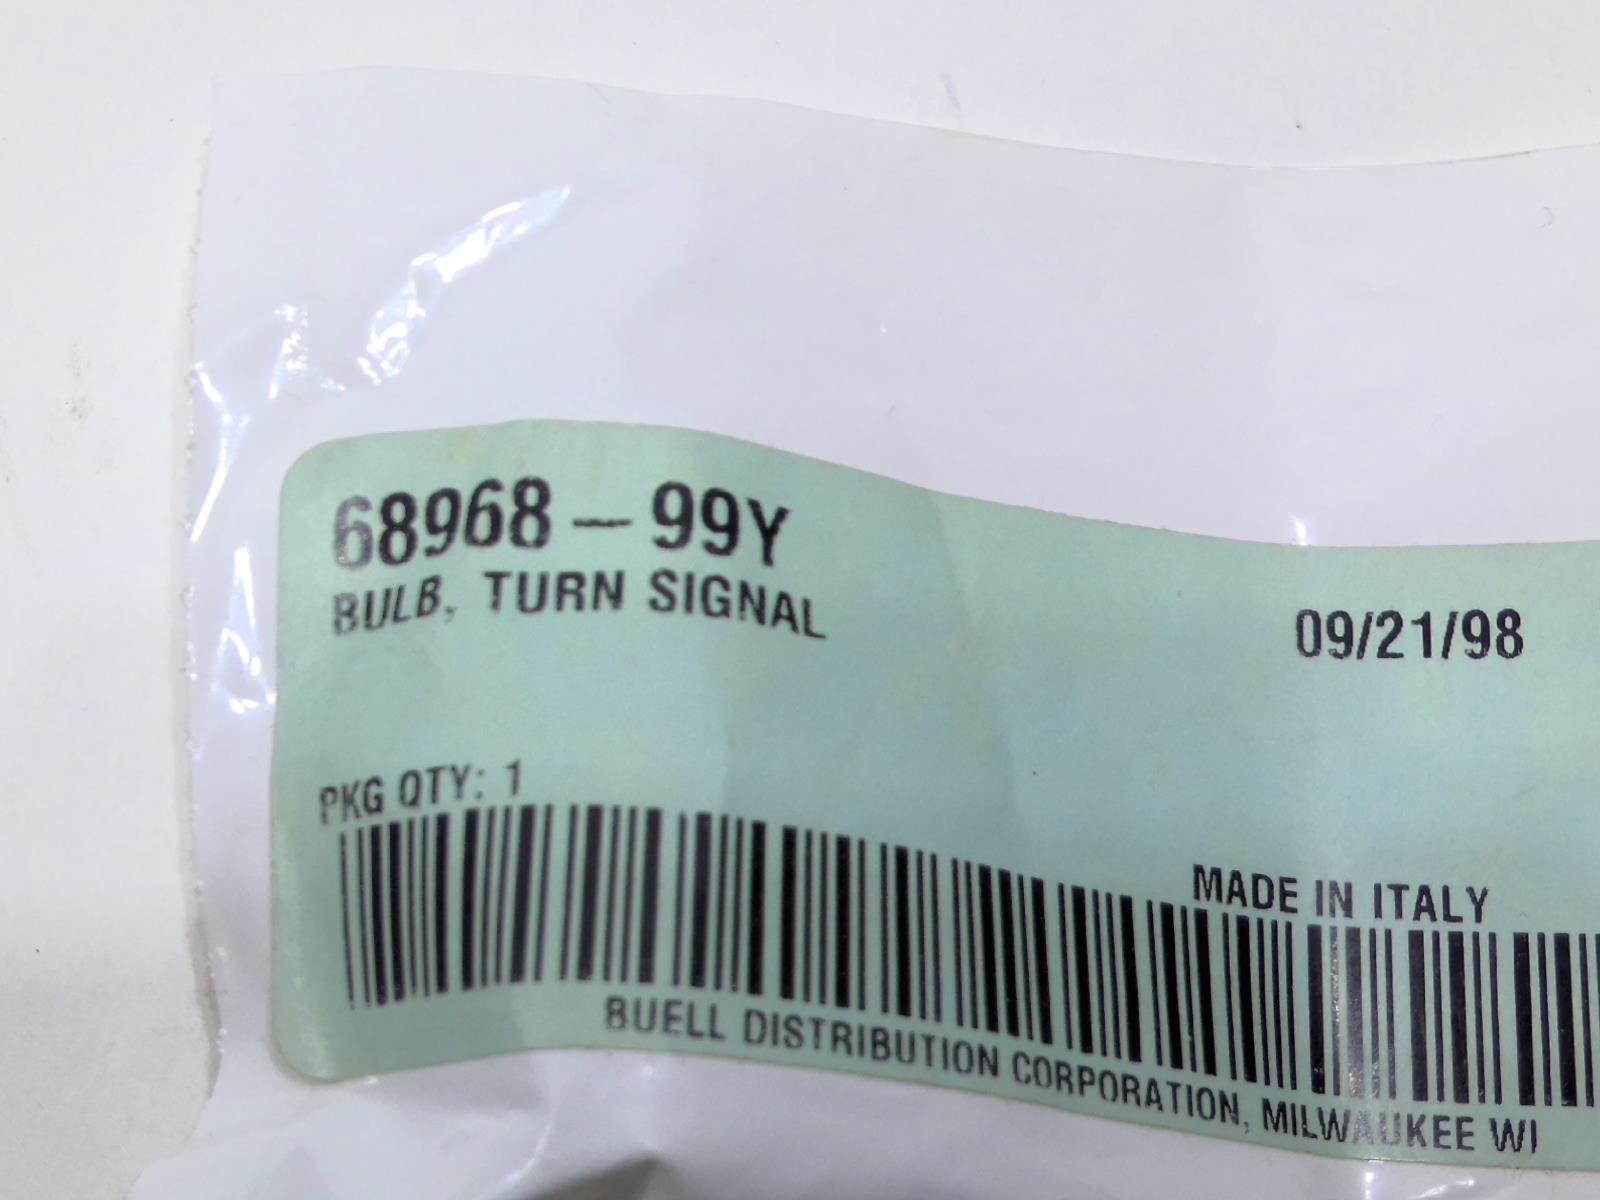 68968-99Y
BULB, TURN SIGNAL
09/21/98
PKG QTY: 1
MADE IN ITALY
BUELL DISTRIBUTION CORPORATION, MILWAUKEE WI